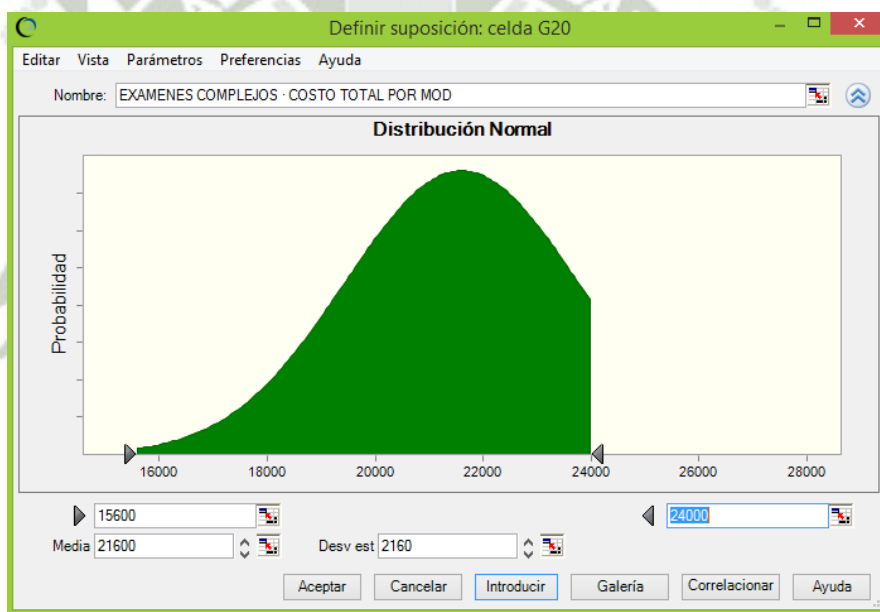 Definir suposición: celda G20
Editar Vista Parámetros Preferencias Ayuda
Nombre: EXAMENES COMPLEJOS · COSTO TOTAL POR MOD
Distribución Normal
Probabilidad
16000 18000 20000 22000 24000 26000 28000
15600 24000
Media 21600 Desv est 2160
Aceptar Cancelar Introducir Galería Correlacionar Ayuda